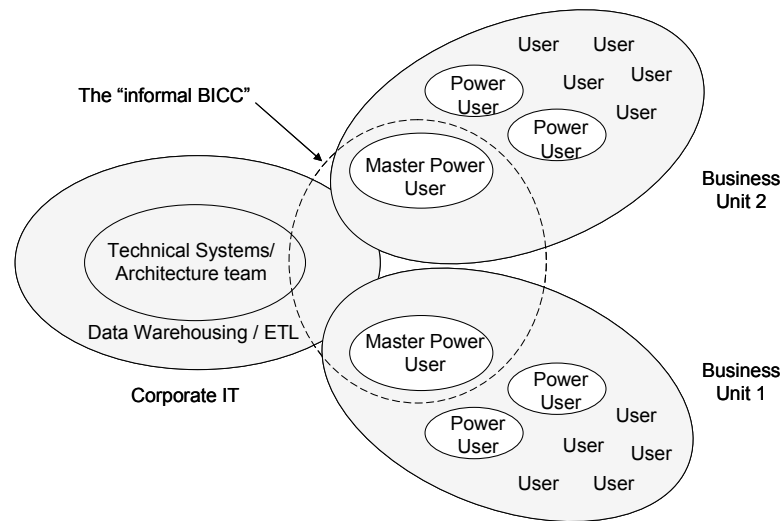 User User
Power
User
User
User
The “informal BICC”
Power
User
User
Master Power
User
Business
Unit 2
Technical Systems/
Architecture team
Data Warehousing / ETL
Master Power
User
Corporate IT
Business
Unit 1
Power
User
Power
User
User
User
User
User User